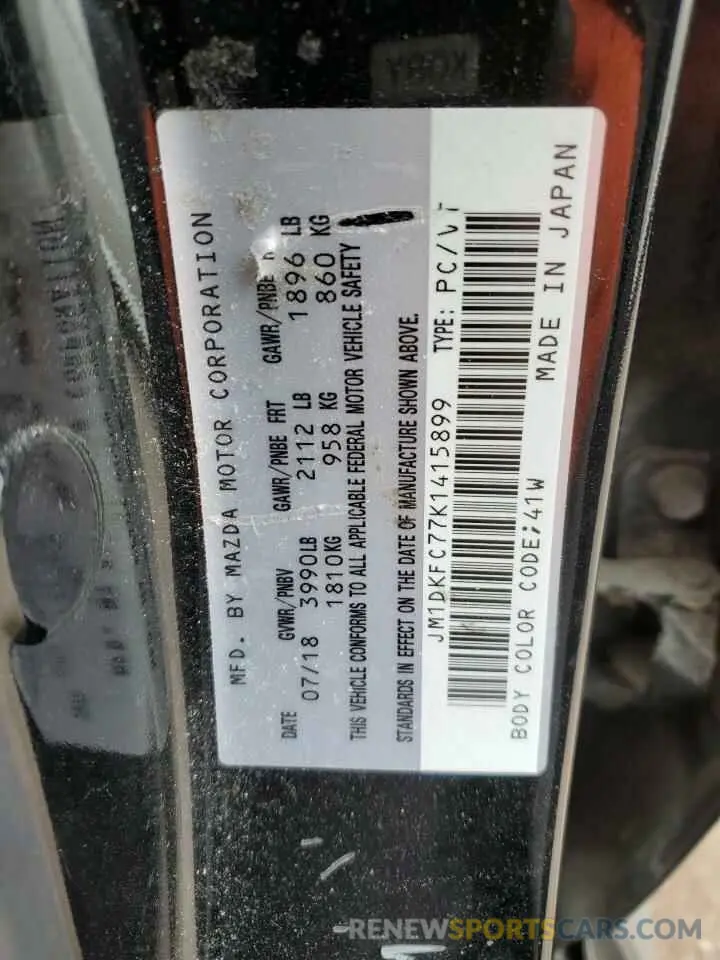 MFD. BY MAZDA MOTOR CORPORATION
DATE GVWR/PNBV GAWR/PNBE FRT GAWR/PNBE
07/18 3990LB 2112 LB 1896 LB
1810KG 958 KG 860 KG
THIS VEHICLE CONFORMS TO ALL APPLICABLE FEDERAL MOTOR VEHICLE SAFETY
STANDARDS IN EFFECT ON THE DATE OF MANUFACTURE SHOWN ABOVE.
JM1DKFC77K1415899 TYPE:
BODY COLOR CODE;41W MADE IN JAPAN
RENEWSPORTSCARS.COM